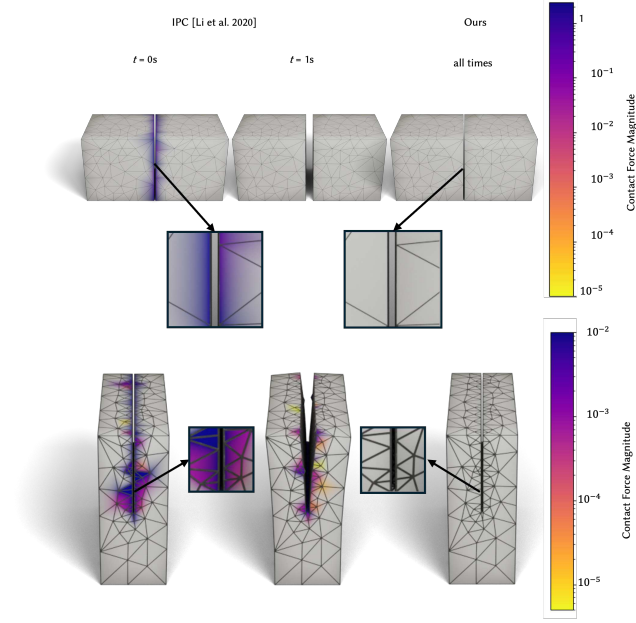 IPC [Li et al. 2020]
Ours
t = 0s
t = 1s
all times
1
10⁻¹
10⁻²
10⁻³
10⁻⁴
10⁻⁵
Contact Force Magnitude
10⁻²
10⁻³
10⁻⁴
10⁻⁵
Contact Force Magnitude